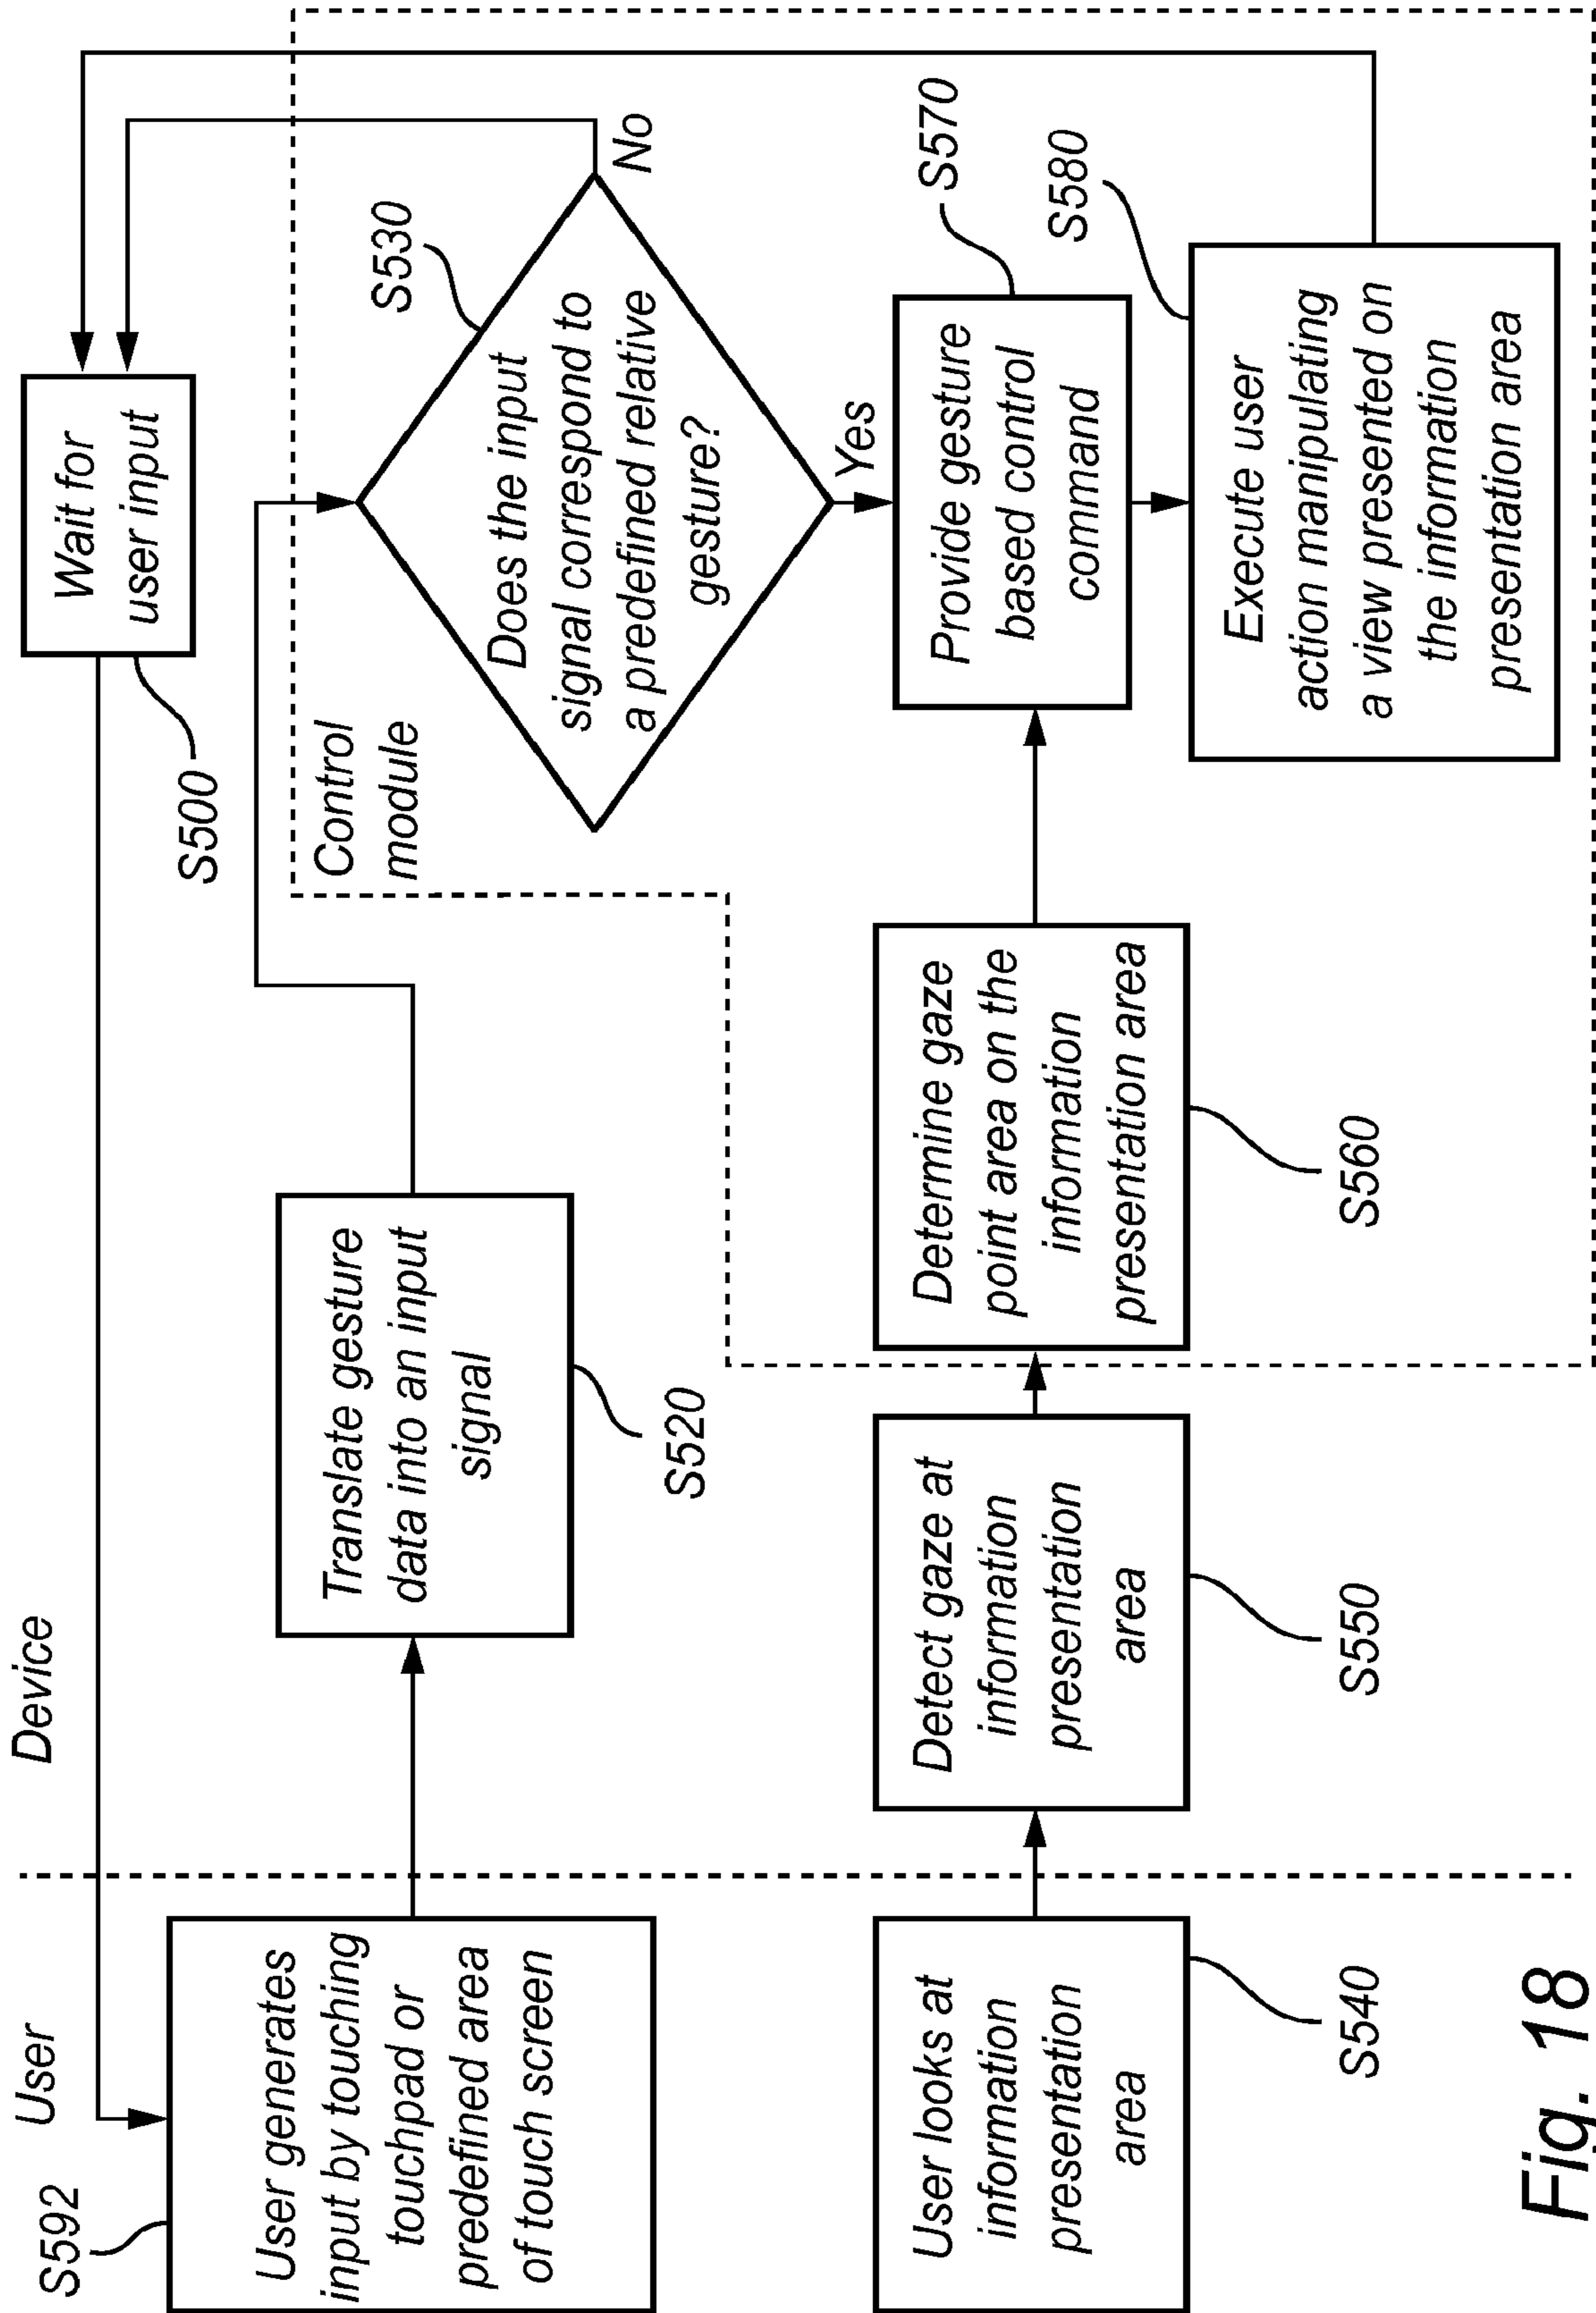 User
Device
S592
User generates
input by touching
touchpad or
predefined area
of touch screen
Translate gesture
data into an input
signal
S520
Wait for
user input
S500
Control
module
S530
Does the input
signal correspond to
a predefined relative
gesture?
No
Yes
User looks at
information
presentation
area
S540
Detect gaze at
information
presentation
area
S550
Determine gaze
point area on the
information
presentation area
S560
Provide gesture
based control
command
S570
Execute user
action manipulating
a view presented on
the information
presentation area
S580
Fig. 18